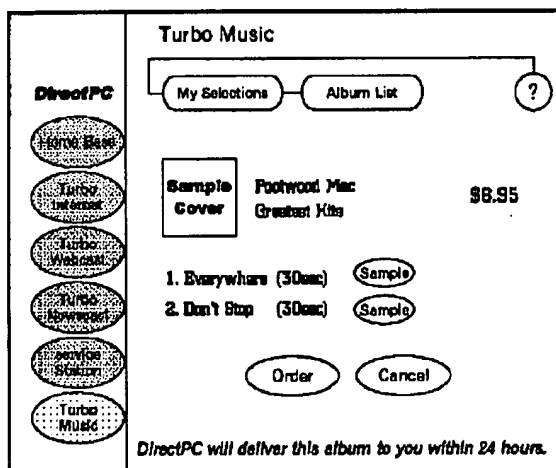 Turbo Music
DirectPC
My Selections
Album List
?
Home Base
Turbo
Internet
Turbo
Webcast
Turbo
Newscast
Service
Station
Turbo
Music
Sample
Cover
Footwood Mac
Greatest Hits
$6.95
1. Everywhere (30sec) Sample
2. Don't Stop (30sec) Sample
Order
Cancel
DirectPC will deliver this album to you within 24 hours.